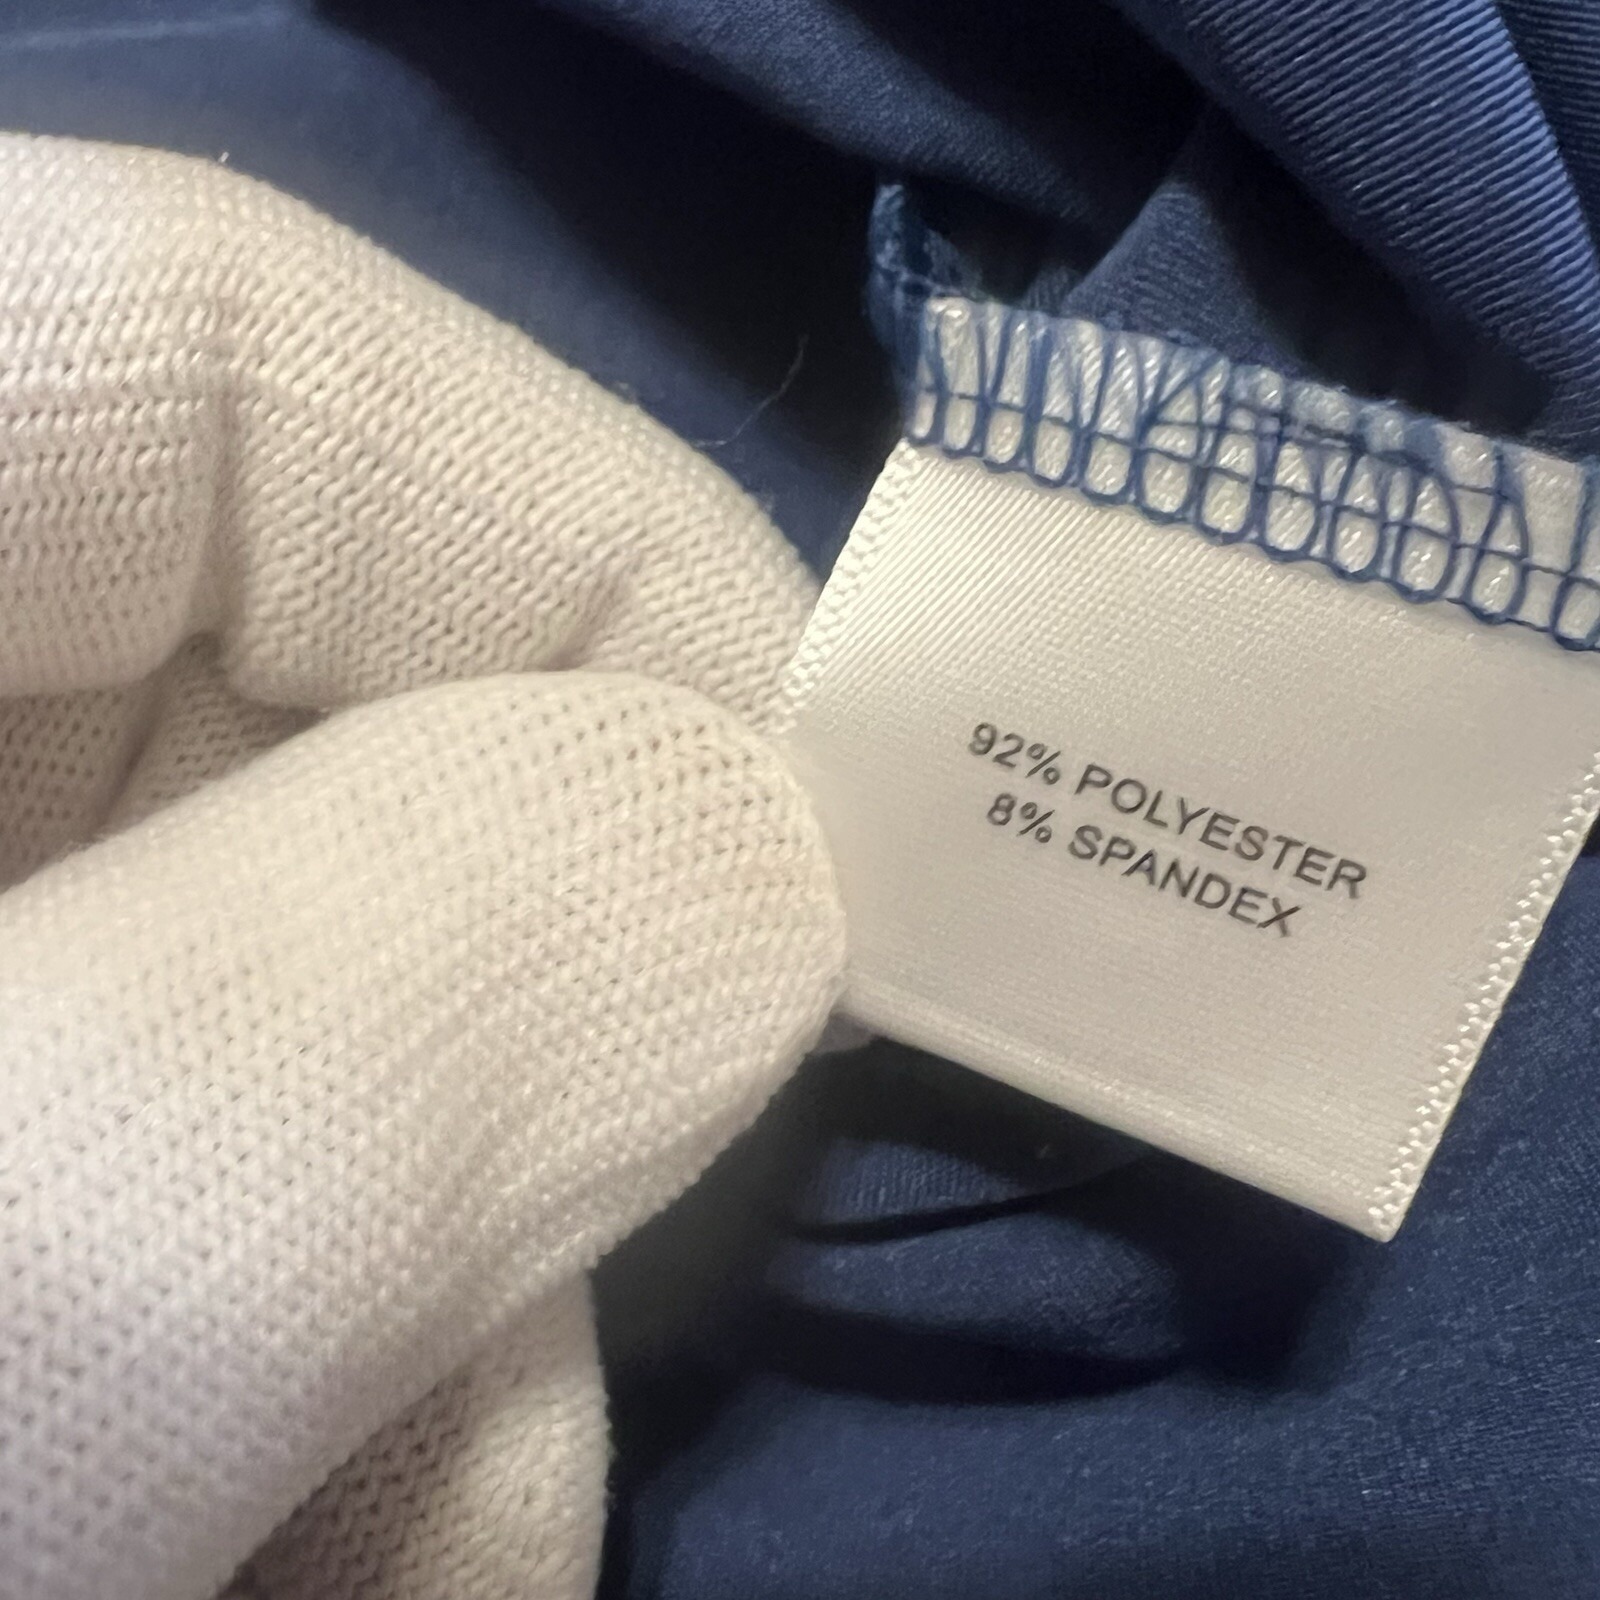 92% POLYESTER
8% SPANDEX